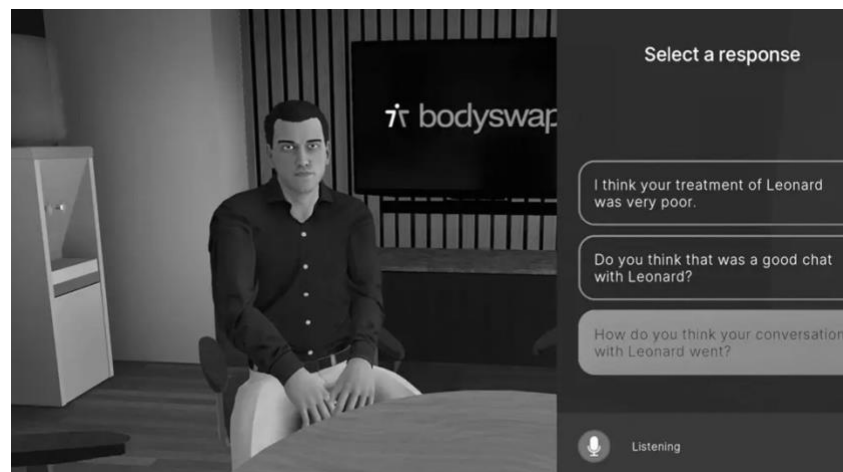 bodyswap
Select a response
I think your treatment of Leonard
was very poor.
Do you think that was a good chat
with Leonard?
How do you think your conversation
with Leonard went?
Listening